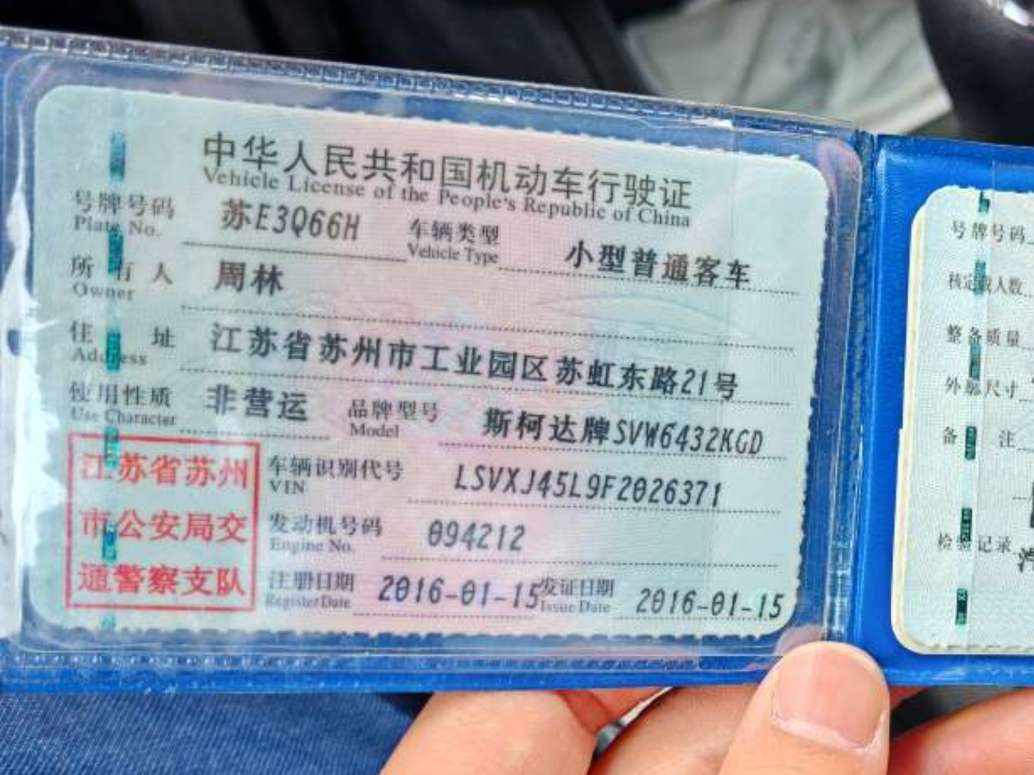 中华人民共和国机动车行驶证
Vehicle License of the People's Republic of China
号牌号码 苏E3Q66H 车辆类型 小型普通客车
Plate No. Vehicle Type
所有人 周林
Owner
住址 江苏省苏州市工业园区苏虹东路21号
Address
使用性质 非营运 品牌型号 斯柯达牌SVW6432KGD
Use Character Model
江苏省苏州
市公安局交
通警察支队
车辆识别代号 LSVXJ45L9F2026371
VIN
发动机号码 094212
Engine No.
注册日期 2016-01-15 发证日期 2016-01-15
Register Date Issue Date
号牌号码
核定载人数
整备质量
外廓尺寸
备注
检验记录